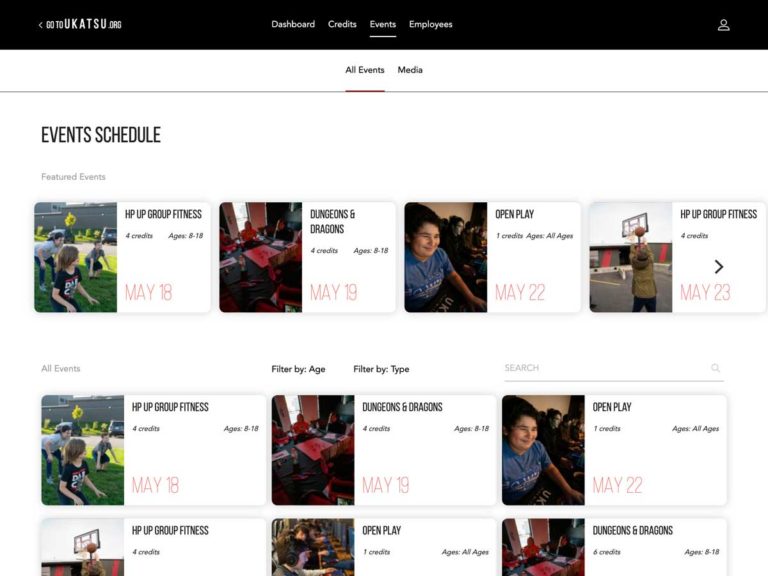 GO TO UKATSU.ORG
Dashboard Credits Events Employees
All Events Media
EVENTS SCHEDULE
Featured Events
HP UP GROUP FITNESS
4 credits Ages: 8-18
MAY 18
DUNGEONS &
DRAGONS
4 credits Ages: 8-18
MAY 19
OPEN PLAY
1 credits Ages: All Ages
MAY 22
HP UP GROUP FITNESS
4 credits
MAY 23
All Events
Filter by: Age
Filter by: Type
SEARCH
HP UP GROUP FITNESS
4 credits Ages: 8-18
MAY 18
DUNGEONS & DRAGONS
4 credits Ages: 8-18
MAY 19
OPEN PLAY
1 credits Ages: All Ages
MAY 22
HP UP GROUP FITNESS
4 credits
OPEN PLAY
1 credits Ages: All Ages
DUNGEONS & DRAGONS
6 credits Ages: 8-18